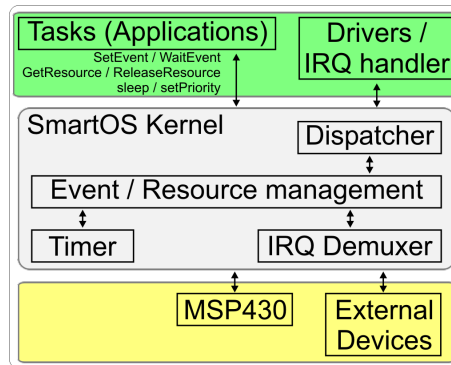 Tasks (Applications)
SetEvent / WaitEvent
GetResource / ReleaseResource
sleep / setPriority
Drivers /
IRQ handler
SmartOS Kernel
Dispatcher
Event / Resource management
Timer
IRQ Demuxer
MSP430
External
Devices